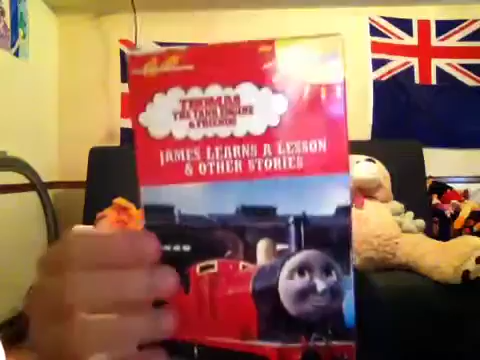 THOMAS
THE TANK ENGINE
& FRIENDS
JAMES LEARNS A LESSON
& OTHER STORIES